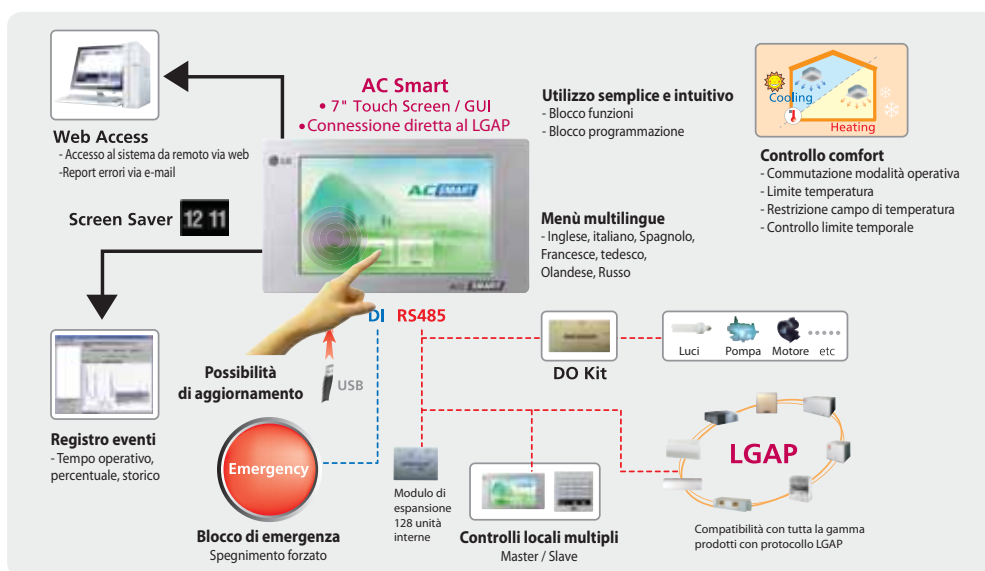 AC Smart
• 7" Touch Screen / GUI
•Connessione diretta al LGAP
Web Access
- Accesso al sistema da remoto via web
-Report errori via e-mail
Screen Saver 12 11
LG
AC SMART
AC SMART
Utilizzo semplice e intuitivo
- Blocco funzioni
- Blocco programmazione
Menù multilingue
- Inglese, italiano, Spagnolo,
Francese, tedesco,
Olandese, Russo
Cooling
Heating
Controllo comfort
- Commutazione modalità operativa
- Limite temperatura
- Restrizione campo di temperatura
- Controllo limite temporale
DI RS485
USB
Possibilità
di aggiornamento
DO Kit
Luci Pompa Motore etc
Registro eventi
- Tempo operativo,
percentuale, storico
Emergency
Blocco di emergenza
Spegnimento forzato
Modulo di
espansione
128 unità
interne
Controlli locali multipli
Master / Slave
LGAP
Compatibilità con tutta la gamma
prodotti con protocollo LGAP